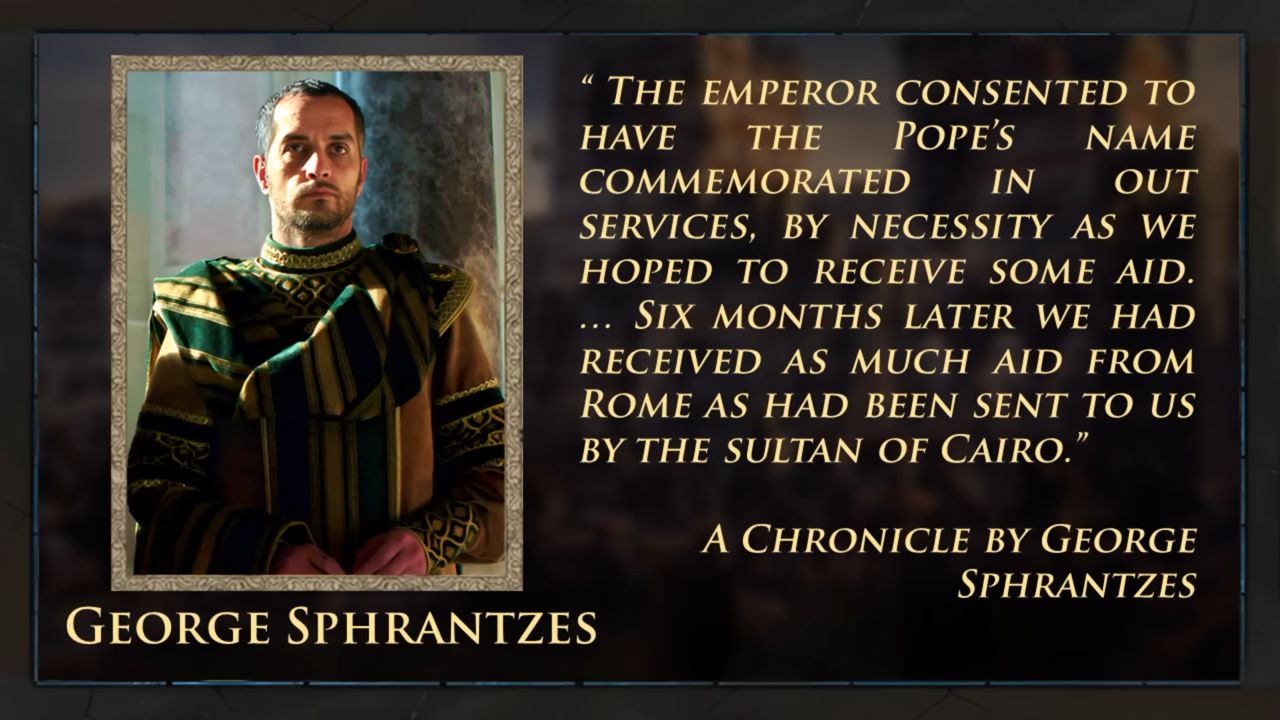 “ The emperor consented to
have the Pope’s name
commemorated in out
services, by necessity as we
hoped to receive some aid.
... Six months later we had
received as much aid from
Rome as had been sent to us
by the sultan of Cairo.”
A Chronicle by George
Sphrantzes
George Sphrantzes